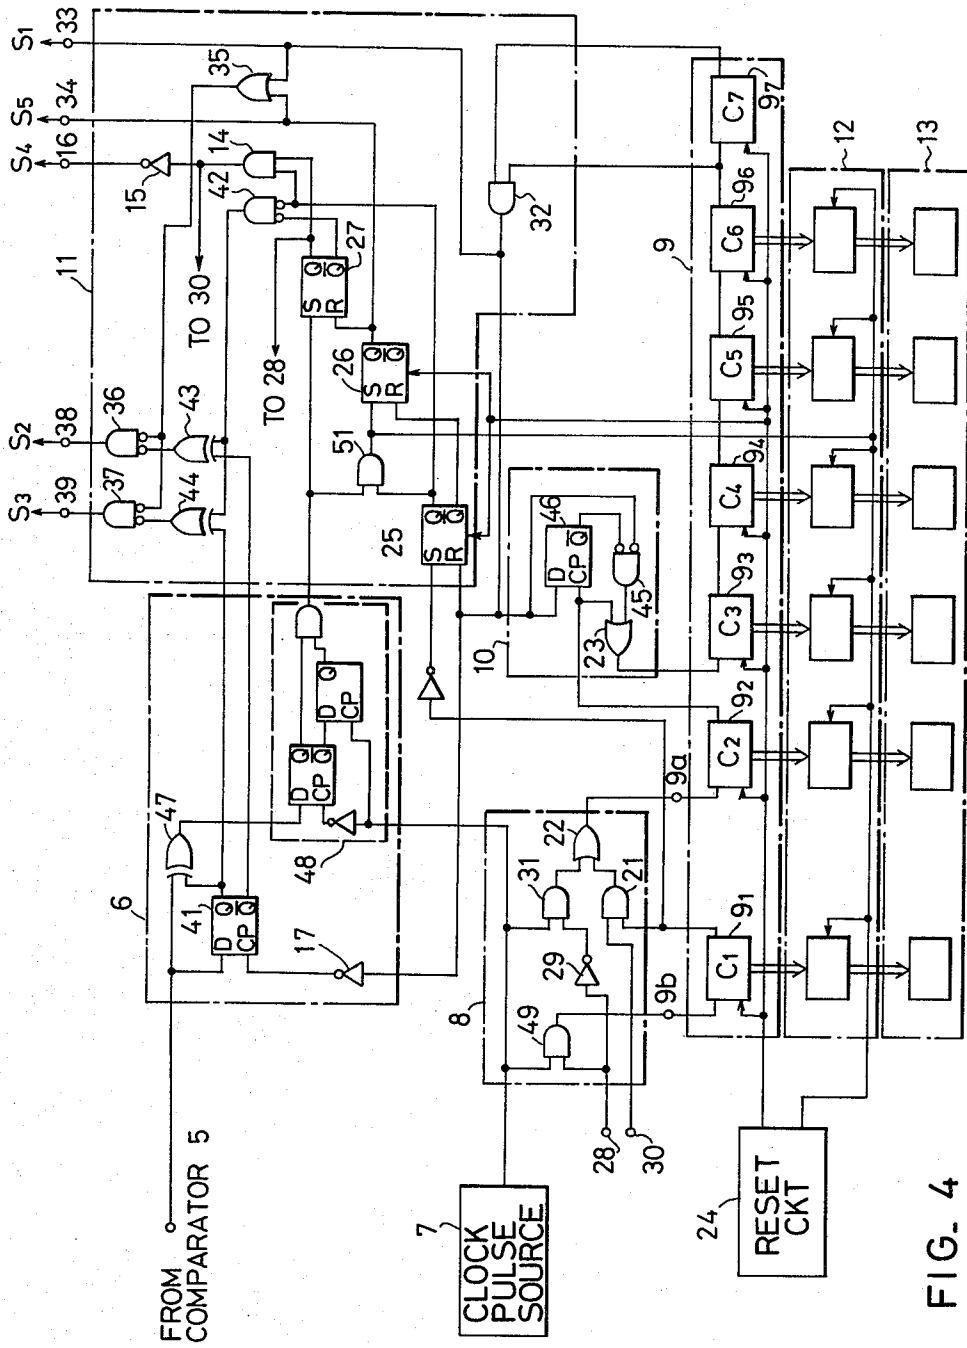 S1
33
S5
34
S4
16
S2
38
S3
39
11
35
15
14
42
TO 30
36
43
37
44
TO 28
S
R
Q
Q̅
27
S
R
Q
Q̅
26
51
S
R
Q
Q̅
25
32
6
47
D
CP
Q
Q̅
41
17
D
CP
Q
Q̅
D
CP
Q
48
FROM
COMPARATOR 5
10
D
CP
Q̅
46
45
23
7
CLOCK
PULSE
SOURCE
8
49
31
29
22
21
28
30
9a
9b
9
C1
91
C2
92
C3
93
C4
94
C5
95
C6
96
C7
97
12
13
24
RESET
CKT
FIG. 4